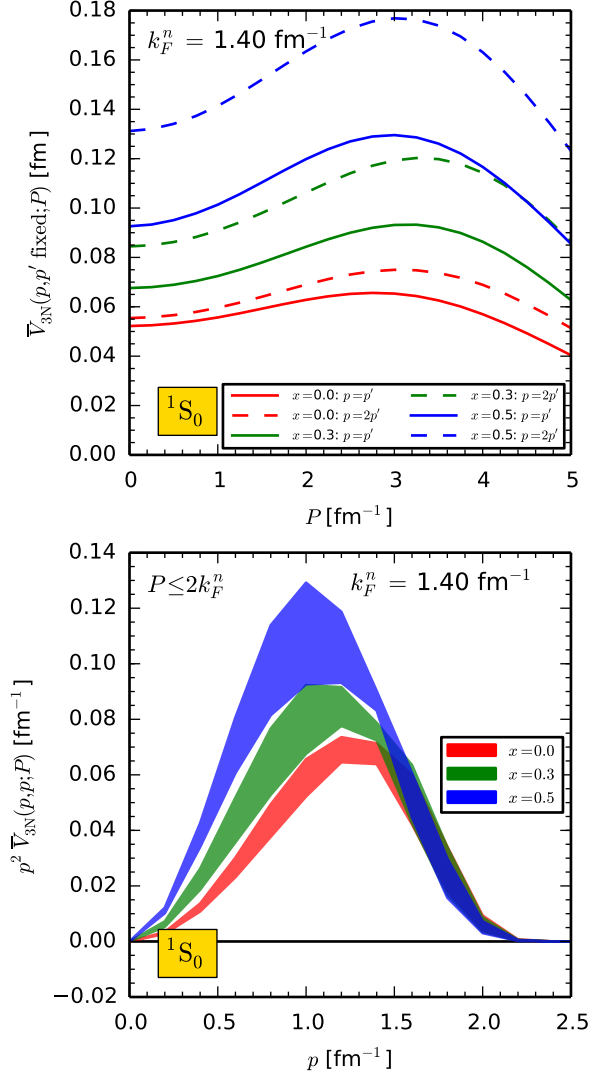 0.18
0.16
0.14
0.12
0.10
0.08
0.06
0.04
0.02
0.00
V̅₃N(p,p′ fixed;P) [fm]
k_F^n = 1.40 fm⁻¹
¹S₀
x=0.0: p=p′
x=0.0: p=2p′
x=0.3: p=p′
x=0.3: p=2p′
x=0.5: p=p′
x=0.5: p=2p′
0 1 2 3 4 5
P [fm⁻¹]
0.14
0.12
0.10
0.08
0.06
0.04
0.02
0.00
−0.02
p² V̅₃N(p,p;P) [fm⁻¹]
P≤2k_F^n
k_F^n = 1.40 fm⁻¹
x=0.0
x=0.3
x=0.5
¹S₀
0.0 0.5 1.0 1.5 2.0 2.5
p [fm⁻¹]